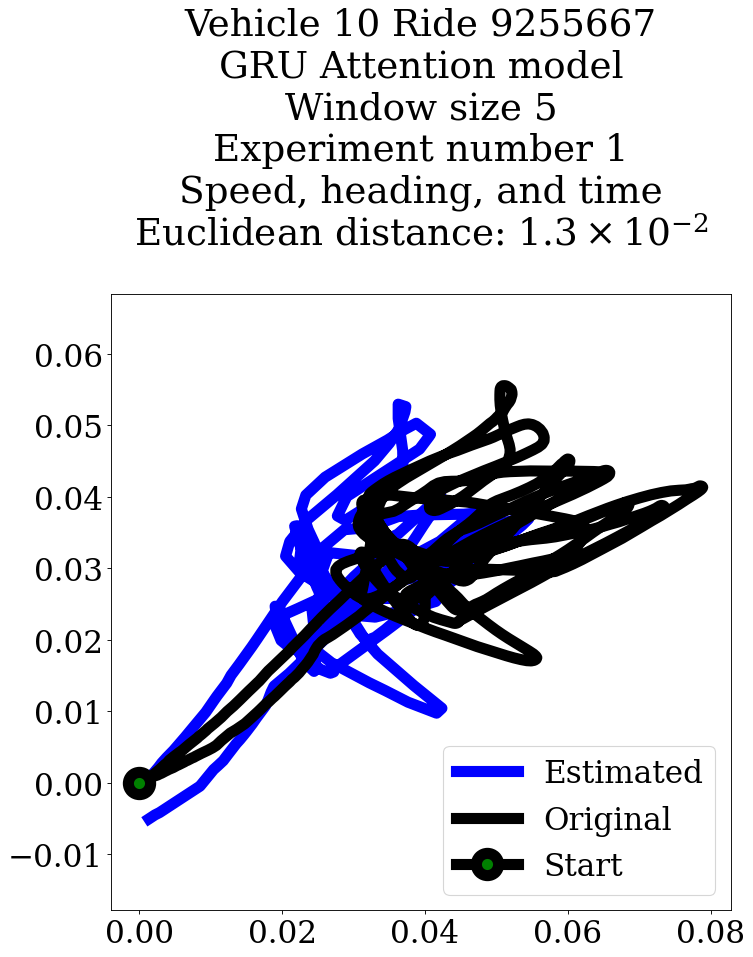 Vehicle 10 Ride 9255667
GRU Attention model
Window size 5
Experiment number 1
Speed, heading, and time
Euclidean distance: 1.3 × 10⁻²
0.06
0.05
0.04
0.03
0.02
0.01
0.00
−0.01
Estimated
Original
Start
0.00 0.02 0.04 0.06 0.08